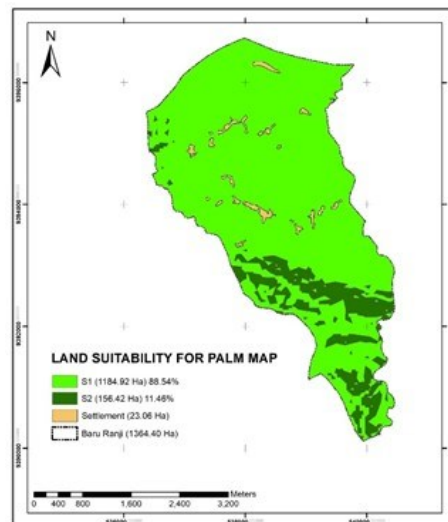 N
LAND SUITABILITY FOR PALM MAP
S1 (1184.92 Ha) 88.54%
S2 (156.42 Ha) 11.46%
Settlement (23.06 Ha)
Baru Ranji (1364.40 Ha)
Meters
0 400 800 1,600 2,400 3,200